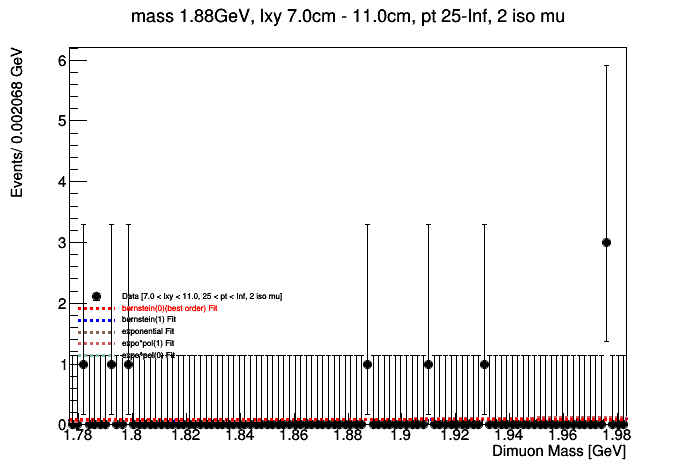 mass 1.88GeV, lxy 7.0cm - 11.0cm, pt 25-Inf, 2 iso mu
Events/ 0.002068 GeV
6
5
4
3
2
1
0
Data [7.0 < lxy < 11.0, 25 < pt < Inf, 2 iso mu]
bernstein(0)(best order) Fit
bernstein(1) Fit
exponential Fit
expo*pol(1) Fit
expo*pol(0) Fit
1.78 1.8 1.82 1.84 1.86 1.88 1.9 1.92 1.94 1.96 1.98
Dimuon Mass [GeV]